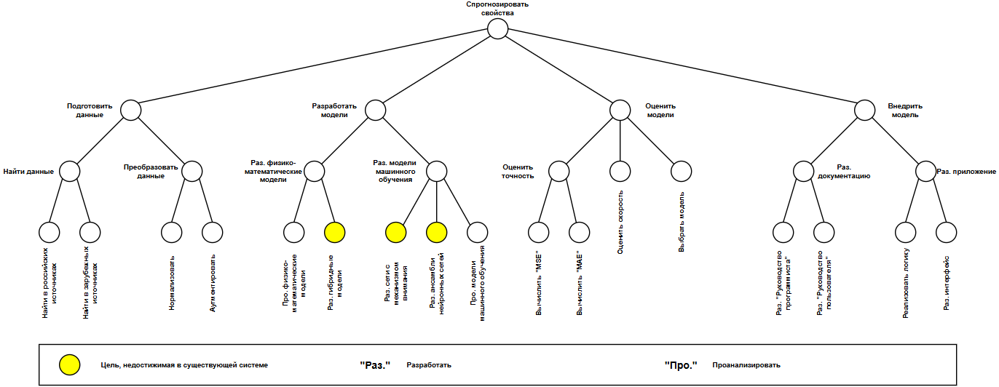 Спрогнозировать
свойства
Подготовить
данные
Разработать
модели
Оценить
модели
Внедрить
модель
Найти данные
Преобразовать
данные
Раз. физико-
математические
модели
Раз. модели
машинного
обучения
Оценить
точность
Оценить скорость
Выбрать модель
Раз.
документацию
Раз. приложение
Найти в российских
источниках
Найти в зарубежных
источниках
Нормализовать
Аугментировать
Про. физико-
математические
модели
Раз. гибридные
модели
Раз. сети с
механизмом
внимания
Раз. ансамбли
нейронных сетей
Про. модели
машинного обучения
Вычислить "MSE"
Вычислить "MAE"
Раз. "Руководство
программиста"
Раз. "Руководство
пользователя"
Реализовать логику
Раз. интерфейс
Цель, недостижимая в существующей системе
"Раз." Разработать
"Про." Проанализировать